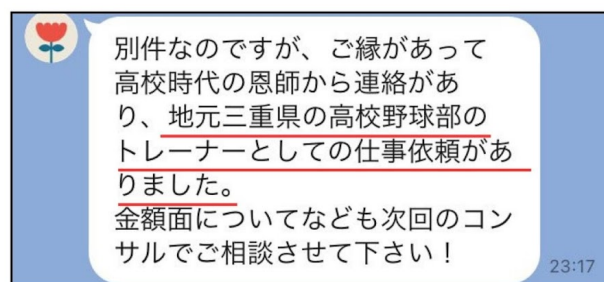 別件なのですが、ご縁があって
高校時代の恩師から連絡があ
り、地元三重県の高校野球部の
トレーナーとしての仕事依頼があ
りました。
金額面についてなども次回のコン
サルでご相談させて下さい！
23:17